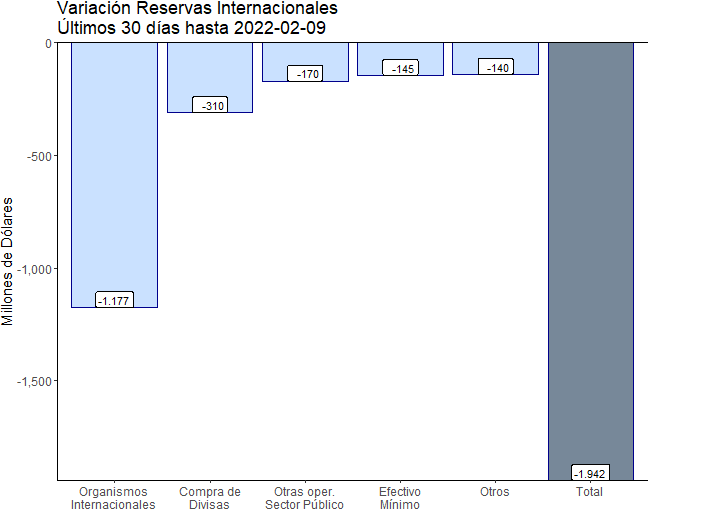 Variación Reservas Internacionales
Últimos 30 días hasta 2022-02-09
Millones de Dólares
0
-500
-1,000
-1,500
-1.177
-310
-170
-145
-140
-1.942
Organismos
Internacionales
Compra de
Divisas
Otras oper.
Sector Público
Efectivo
Mínimo
Otros
Total